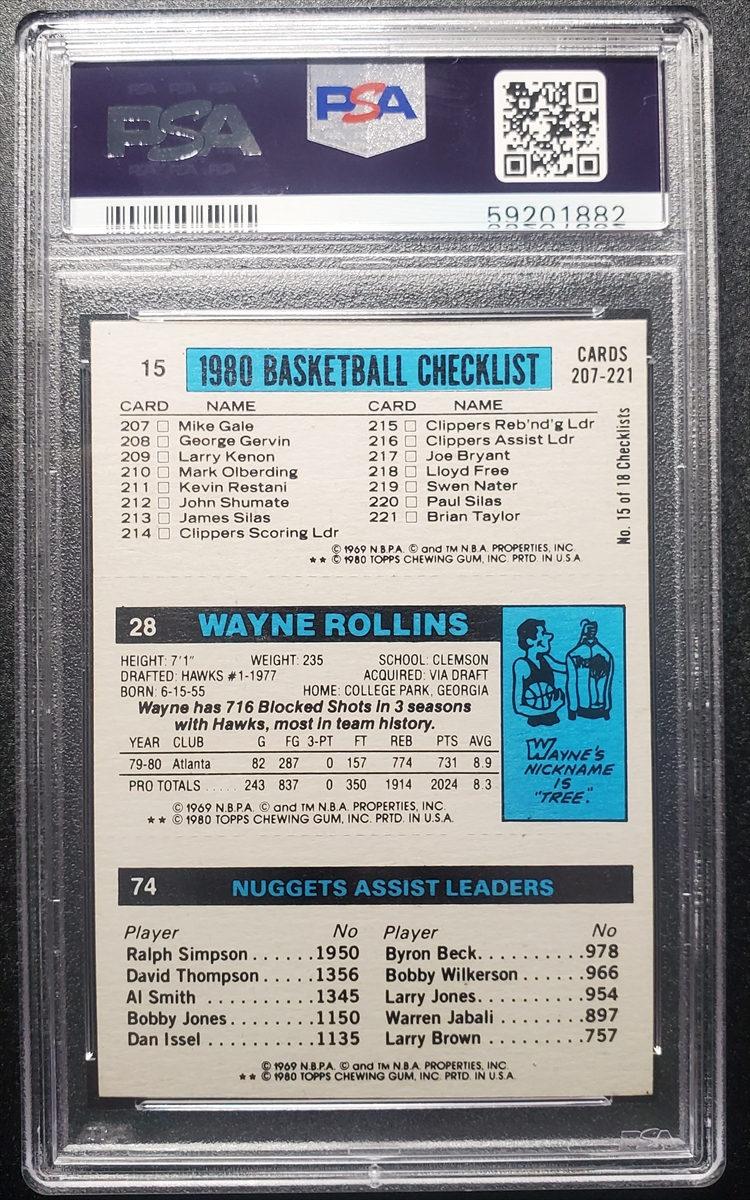 PSA PSA PSA
PSA
PSA
PSA PSA PSA
59201882
15 1980 BASKETBALL CHECKLIST CARDS 207-221
CARD NAME CARD NAME
207 □ Mike Gale 215 □ Clippers Reb'nd'g Ldr
208 □ George Gervin 216 □ Clippers Assist Ldr
209 □ Larry Kenon 217 □ Joe Bryant
210 □ Mark Olberding 218 □ Lloyd Free
211 □ Kevin Restani 219 □ Swen Nater
212 □ John Shumate 220 □ Paul Silas
213 □ James Silas 221 □ Brian Taylor
214 □ Clippers Scoring Ldr
No. 15 of 18 Checklists
© 1969 N.B.P.A. © and TM N.B.A. PROPERTIES, INC.
** © 1980 TOPPS CHEWING GUM, INC. PRTD. IN U.S.A.
28 WAYNE ROLLINS
HEIGHT: 7'1" WEIGHT: 235 SCHOOL: CLEMSON
DRAFTED: HAWKS #1-1977 ACQUIRED: VIA DRAFT
BORN: 6-15-55 HOME: COLLEGE PARK, GEORGIA
Wayne has 716 Blocked Shots in 3 seasons
with Hawks, most in team history.
YEAR CLUB G FG 3-PT FT REB PTS AVG
79-80 Atlanta 82 287 0 157 774 731 8.9
PRO TOTALS ..... 243 837 0 350 1914 2024 8.3
© 1969 N.B.P.A. © and TM N.B.A. PROPERTIES, INC.
** © 1980 TOPPS CHEWING GUM, INC. PRTD. IN U.S.A.
WAYNE'S
NICKNAME
IS
"TREE."
74 NUGGETS ASSIST LEADERS
Player No Player No
Ralph Simpson......1950 Byron Beck..........978
David Thompson....1356 Bobby Wilkerson......966
Al Smith..........1345 Larry Jones..........954
Bobby Jones........1150 Warren Jabali........897
Dan Issel..........1135 Larry Brown..........757
© 1969 N.B.P.A. © and TM N.B.A. PROPERTIES, INC.
** © 1980 TOPPS CHEWING GUM, INC. PRTD. IN U.S.A.
PSA